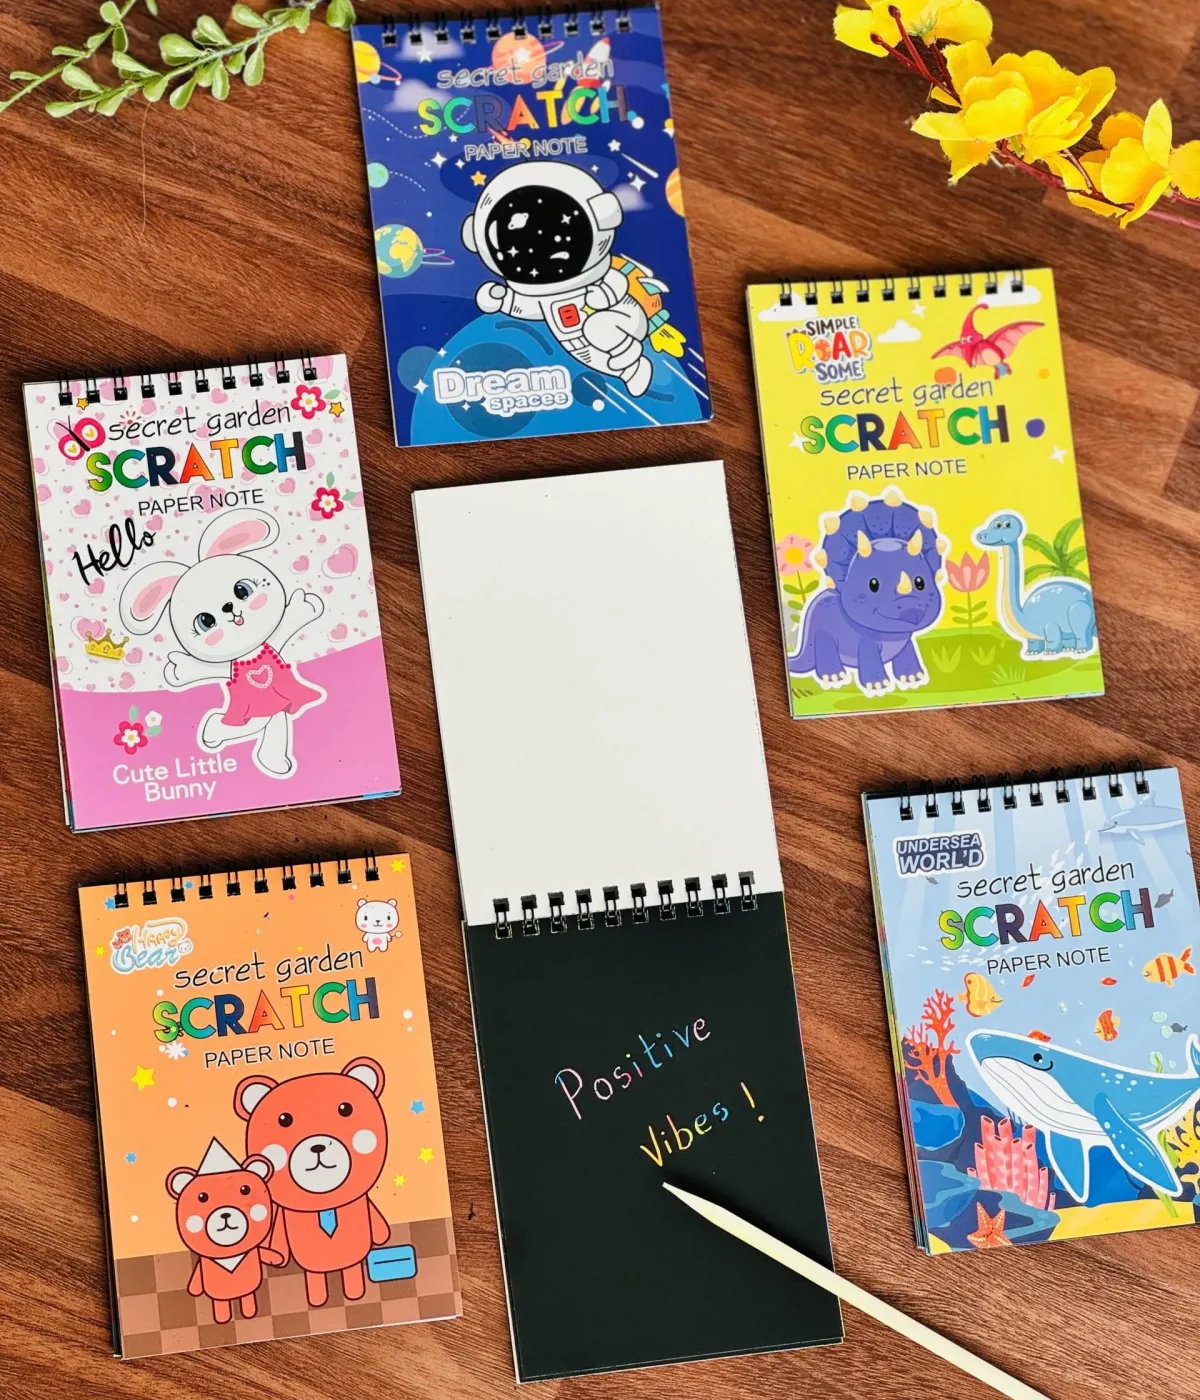 secret garden
SCRATCH
PAPER NOTE
Dream
spacee
SIMPLE
ROAR
SOME
secret garden
SCRATCH
PAPER NOTE
secret garden
SCRATCH
PAPER NOTE
Hello
Cute Little
Bunny
UNDERSEA
WORL'D
secret garden
SCRATCH
PAPER NOTE
HAPPY
Bear
secret garden
SCRATCH
PAPER NOTE
Positive
Vibes !